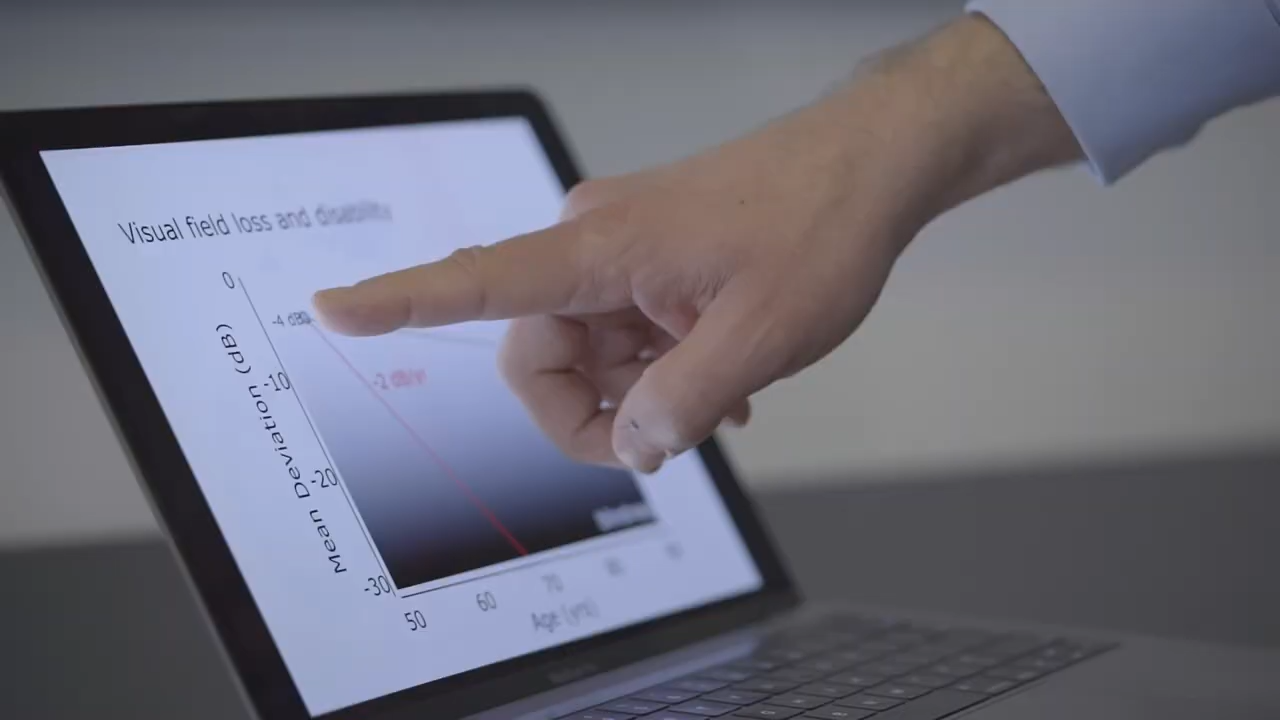 Visual field loss and disability
0
-4 dB
-10
-2 dB/yr
-20
-30
Mean Deviation (dB)
50
60
70
80
90
Age (yrs)